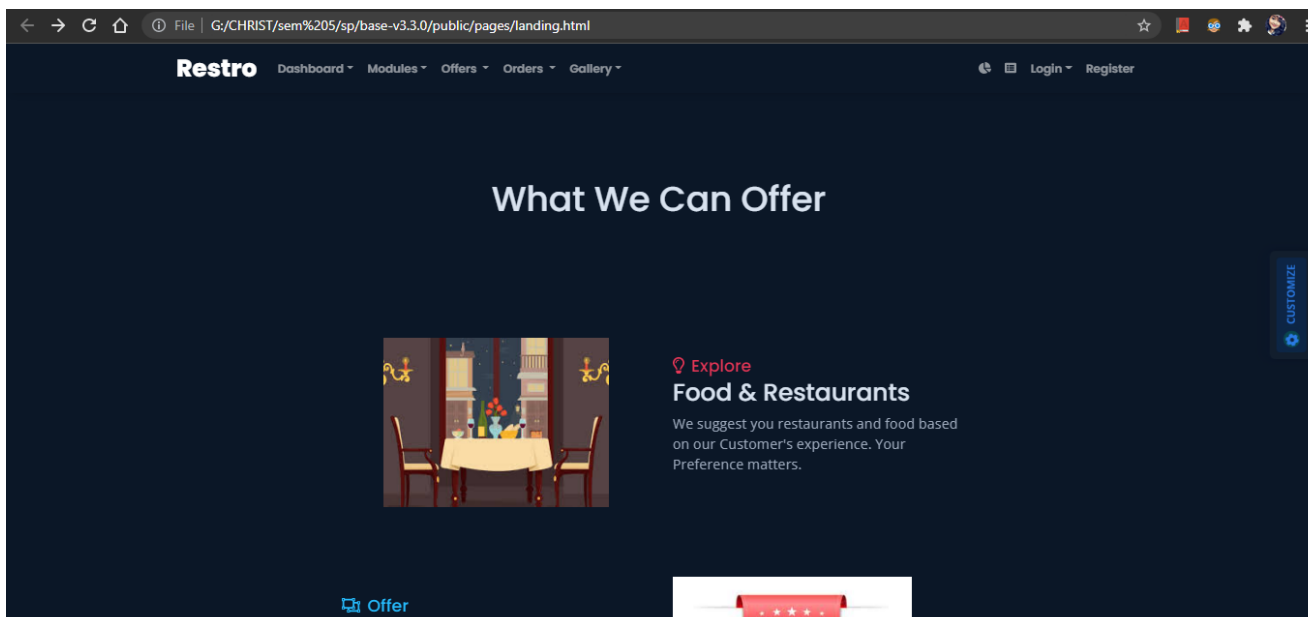 File | G:/CHRIST/sem%205/sp/base-v3.3.0/public/pages/landing.html
Restro Dashboard Modules Offers Orders Gallery Login Register
What We Can Offer
CUSTOMIZE
Explore
Food & Restaurants
We suggest you restaurants and food based
on our Customer's experience. Your
Preference matters.
Offer